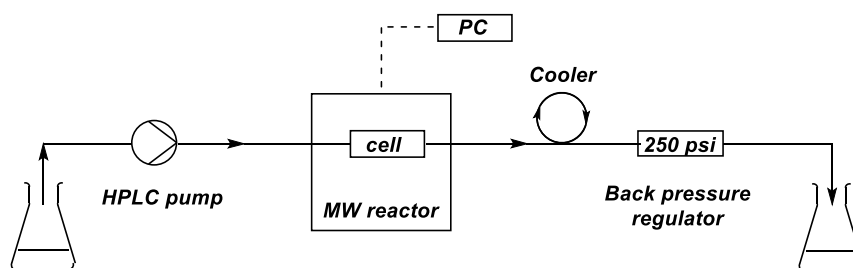 PC
Cooler
cell
250 psi
HPLC pump
MW reactor
Back pressure
regulator